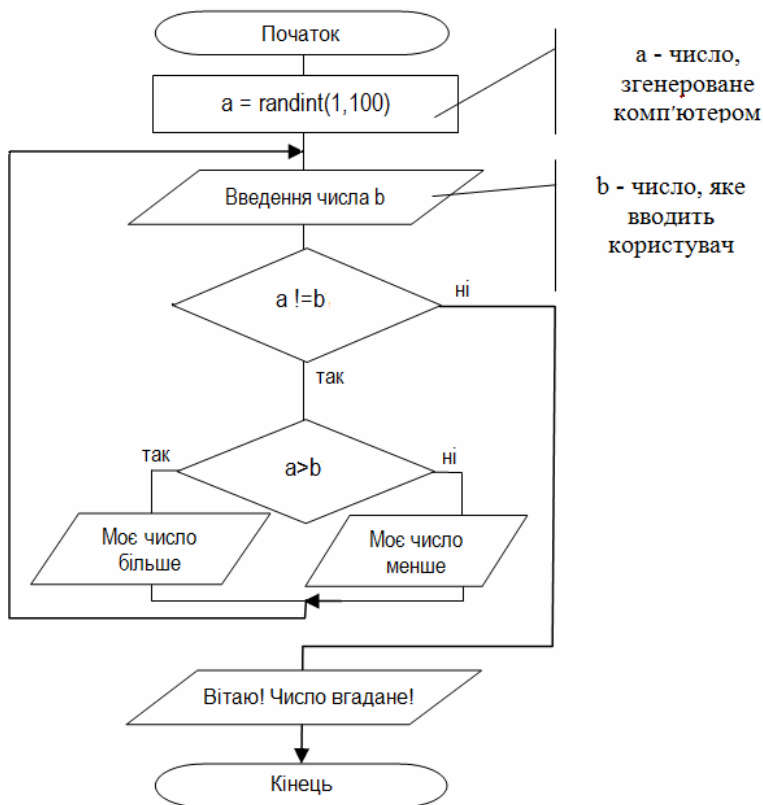 Початок
a = randint(1,100)
а - число,
згенероване
комп'ютером
Введення числа b
b - число, яке
вводить
користувач
a !=b
ні
так
a>b
так
ні
Моє число
більше
Моє число
менше
Вітаю! Число вгадане!
Кінець